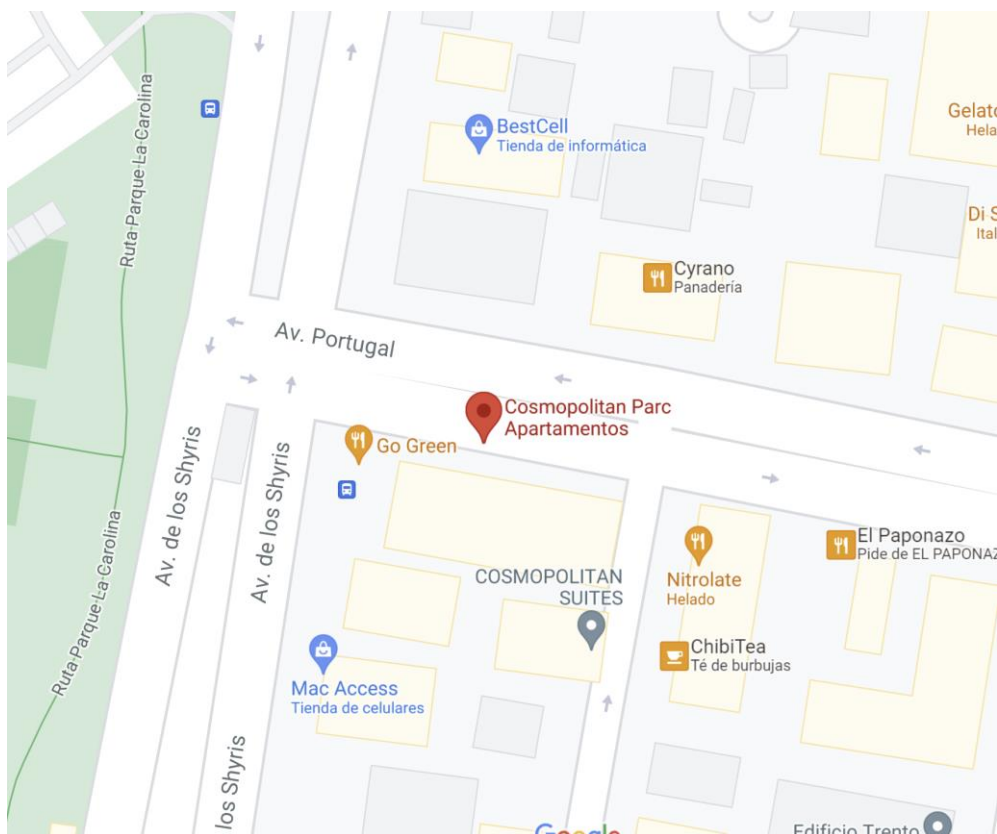 Ruta Parque La Carolina
BestCell
Tienda de informática
Gelato
Hela
Di S
Ital
Cyrano
Panadería
Av. Portugal
Cosmopolitan Parc
Apartamentos
Go Green
Av. de los Shyris
Av. de los Shyris
Ruta Parque La Carolina
El Paponazo
Pide de EL PAPONAZ
COSMOPOLITAN
SUITES
Nitrolate
Helado
ChibiTea
Té de burbujas
Mac Access
Tienda de celulares
los Shyris
Google
Edificio Trento